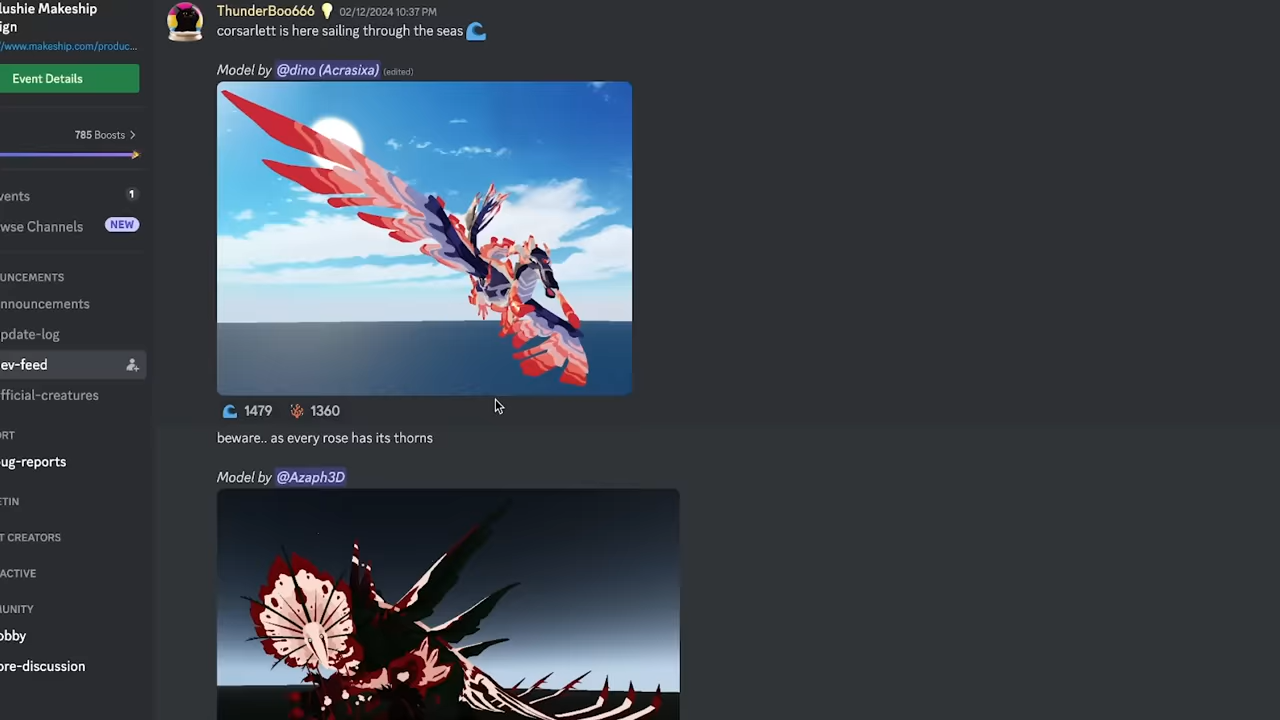 lushie Makeship
ign
/www.makeship.com/produc...
Event Details
785 Boosts
vents
1
wse Channels
NEW
UNCEMENTS
nnouncements
pdate-log
ev-feed
fficial-creatures
ORT
ug-reports
ETIN
T CREATORS
ACTIVE
MUNITY
obby
ore-discussion
ThunderBoo666 02/12/2024 10:37 PM
corsarlett is here sailing through the seas
Model by @dino (Acrasixa) (edited)
1479 1360
beware.. as every rose has its thorns
Model by @Azaph3D